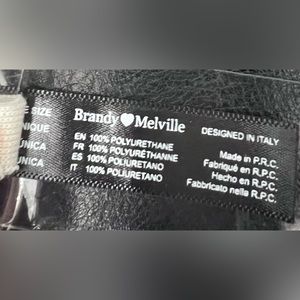 E SIZE
NIQUE
UNICA
UNICA
Brandy♥Melville
EN 100% POLYURETHANE
FR 100% POLYURÉTHANNE
ES 100% POLIURETANO
IT 100% POLIURETANO
DESIGNED IN ITALY
Made in P.R.C.
Fabriqué en R.P.C.
Hecho en R.P.C.
Fabbricato nella R.P.C.